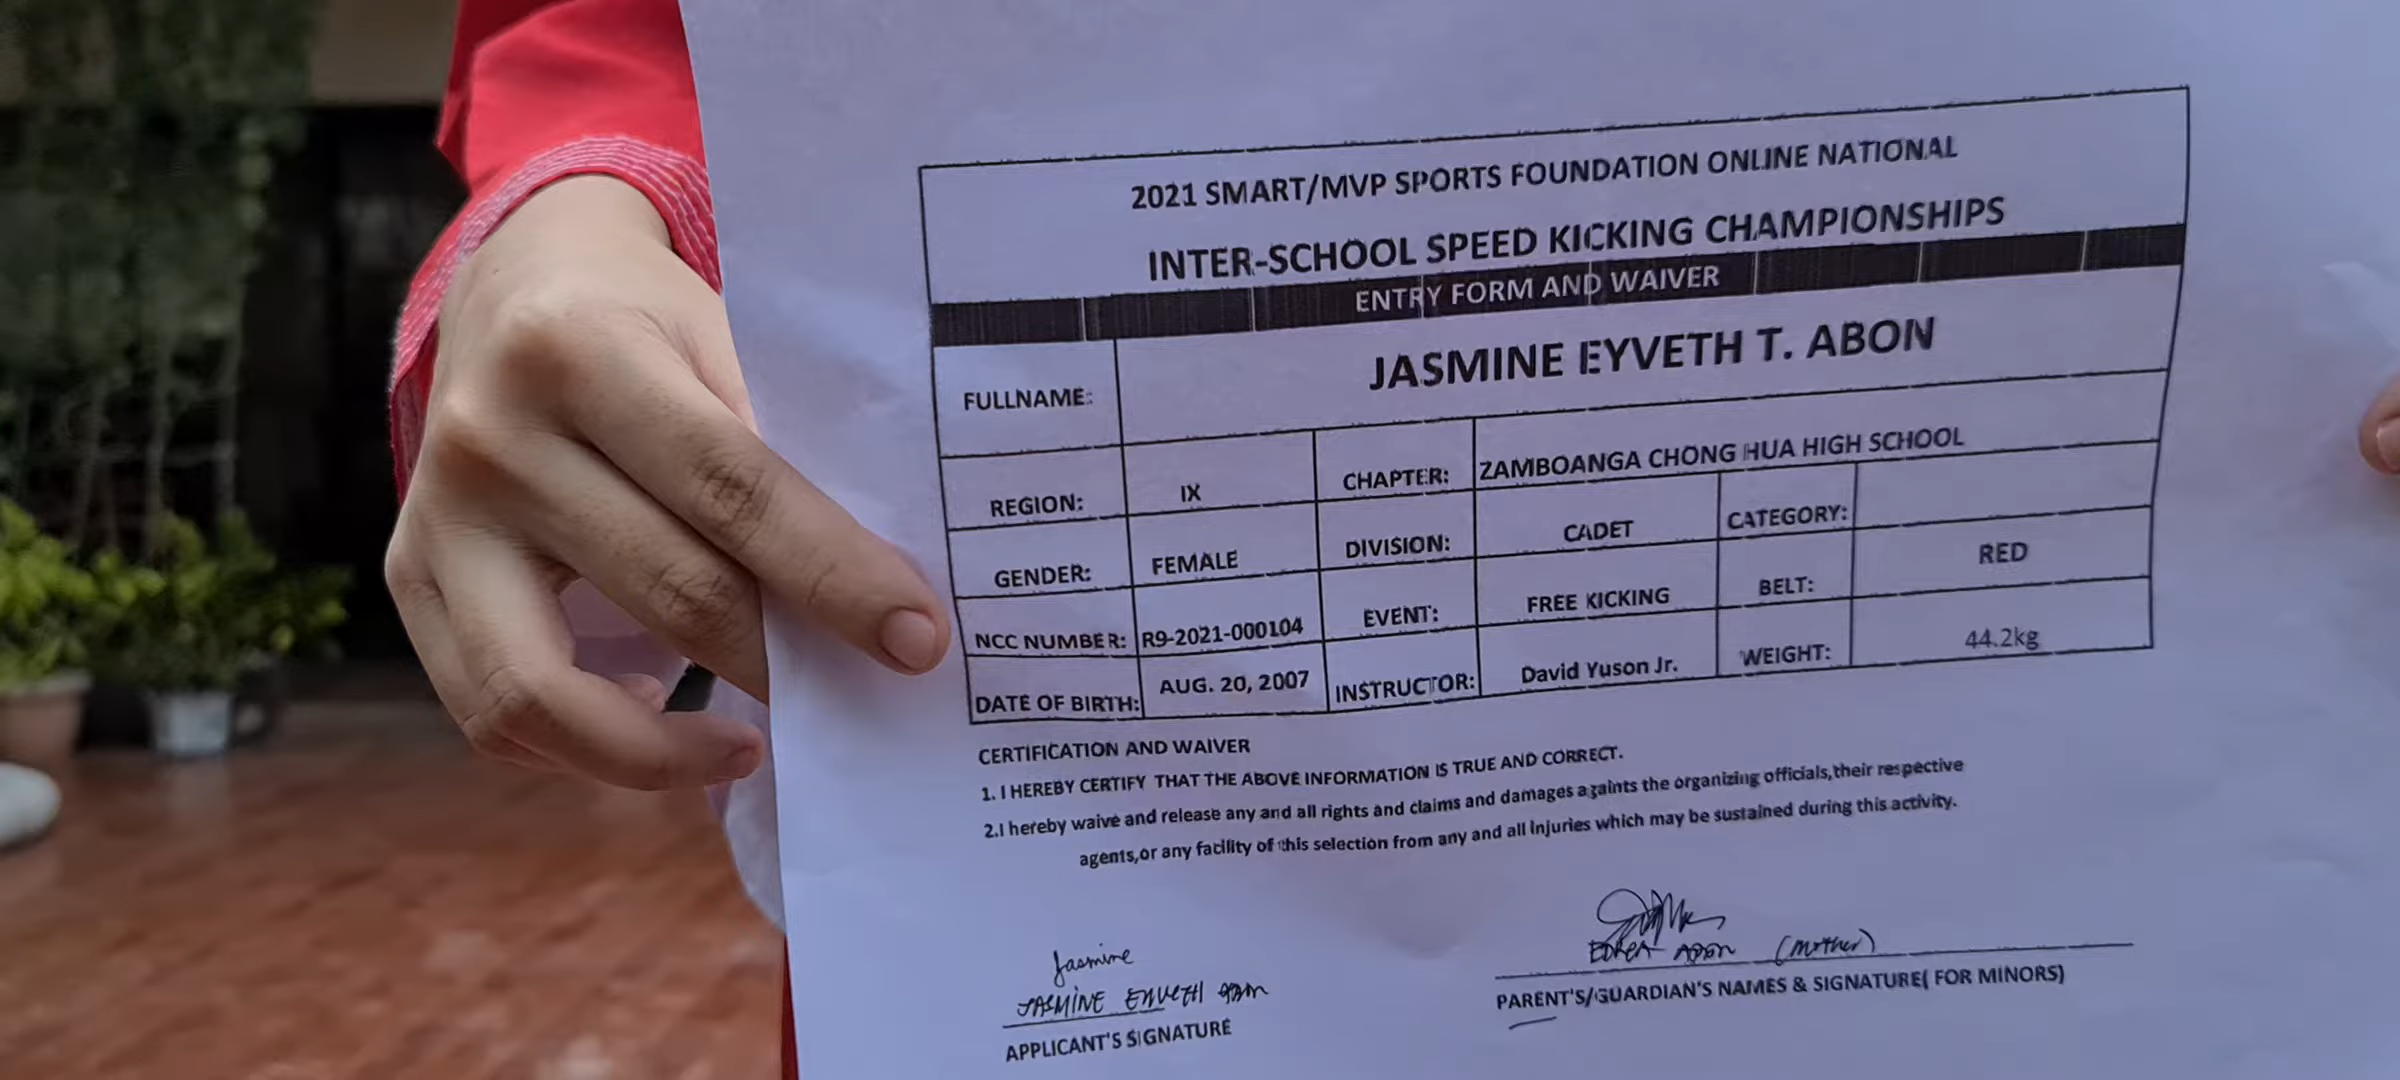 2021 SMART/MVP SPORTS FOUNDATION ONLINE NATIONAL
INTER-SCHOOL SPEED KICKING CHAMPIONSHIPS
ENTRY FORM AND WAIVER
FULLNAME: JASMINE EYVETH T. ABON
REGION: IX CHAPTER: ZAMBOANGA CHONG HUA HIGH SCHOOL
GENDER: FEMALE DIVISION: CADET CATEGORY:
NCC NUMBER: R9-2021-000104 EVENT: FREE KICKING BELT: RED
DATE OF BIRTH: AUG. 20, 2007 INSTRUCTOR: David Yuson Jr. WEIGHT: 44.2kg
CERTIFICATION AND WAIVER
1. I HEREBY CERTIFY THAT THE ABOVE INFORMATION IS TRUE AND CORRECT.
2.I hereby waive and release any and all rights and claims and damages againts the organizing officials,their respective
agents,or any facility of this selection from any and all injuries which may be sustained during this activity.
Jasmine
JASMINE EYVETH Abon
APPLICANT'S SIGNATURE
ABON (mother)
PARENT'S/GUARDIAN'S NAMES & SIGNATURE( FOR MINORS)